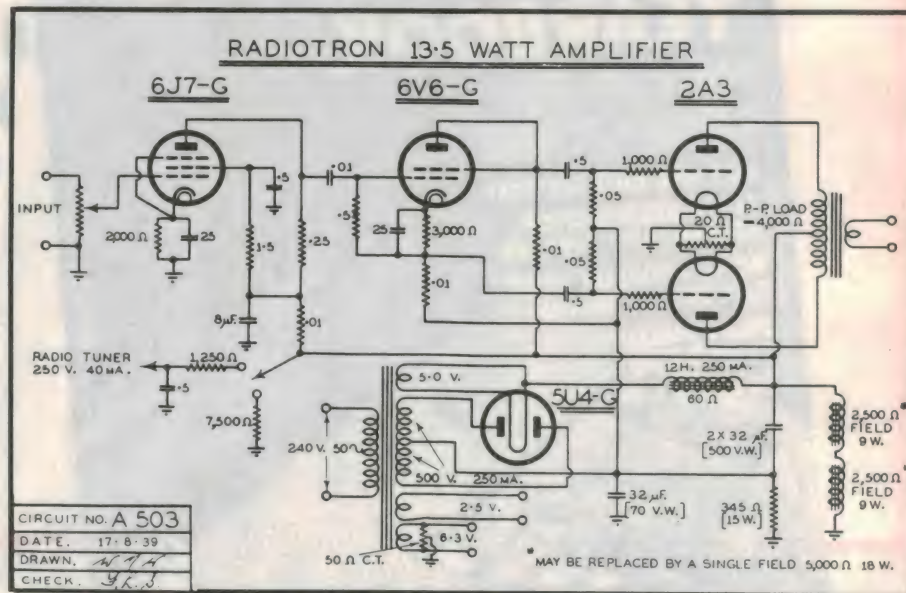 RADIOTRON 13·5 WATT AMPLIFIER
6J7-G
6V6-G
2A3
INPUT
2,000 Ω
25
·5
1·5
·25
·01
·5
25
3,000 Ω
·01
·01
·5
·05
·05
·5
1,000 Ω
1,000 Ω
20 Ω
C.T.
P.-P. LOAD
4,000 Ω
8 µF.
·01
RADIO TUNER
250 V. 40 MA.
1,250 Ω
·5
7,500 Ω
5·0 V.
5U4-G
240 V. 50
500 V. 250 MA.
2·5 V.
6·3 V.
50 Ω C.T.
12 H. 250 MA.
60 Ω
2 X 32 µF.
[500 V.W.]
32 µF.
[70 V.W.]
345 Ω
[15 W.]
2,500 Ω *
FIELD
9 W.
2,500 Ω *
FIELD
9 W.
* MAY BE REPLACED BY A SINGLE FIELD 5,000 Ω 18 W.
CIRCUIT NO. A 503
DATE. 17·8·39
DRAWN.
CHECK.